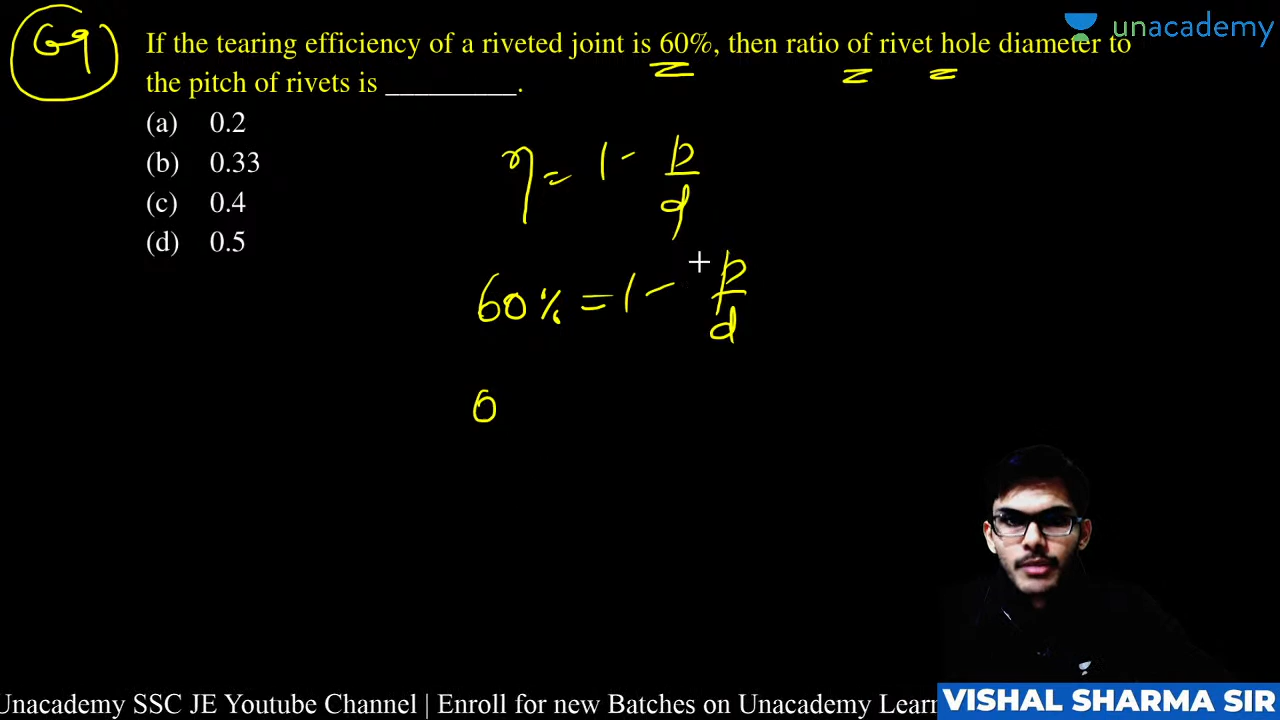 unacademy
69 If the tearing efficiency of a riveted joint is 60%, then ratio of rivet hole diameter to
the pitch of rivets is _________.
(a) 0.2
(b) 0.33
(c) 0.4
(d) 0.5
η = 1 - p/d
60% = 1 - p/d
0
Unacademy SSC JE Youtube Channel | Enroll for new Batches on Unacademy Learn
VISHAL SHARMA SIR